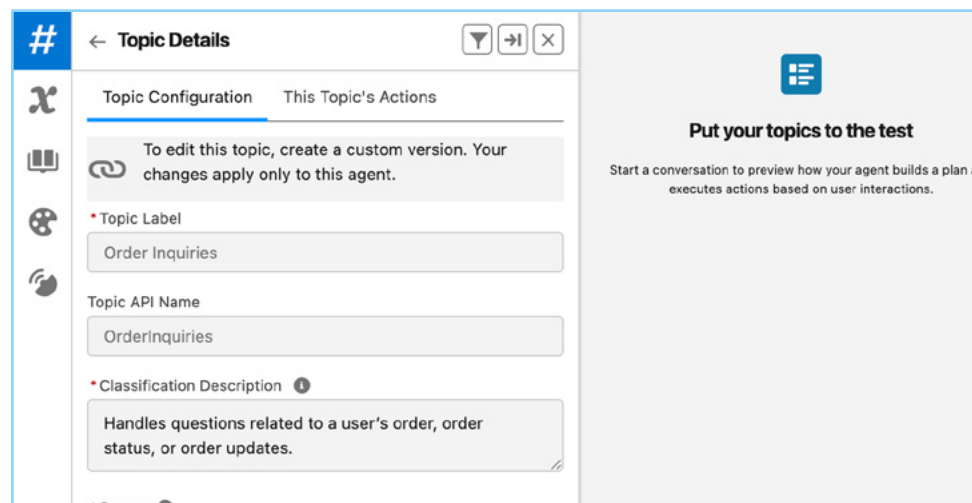 Topic Details
Topic Configuration This Topic's Actions
To edit this topic, create a custom version. Your
changes apply only to this agent.
* Topic Label
Order Inquiries
Topic API Name
OrderInquiries
* Classification Description
Handles questions related to a user's order, order
status, or order updates.
Put your topics to the test
Start a conversation to preview how your agent builds a plan
executes actions based on user interactions.